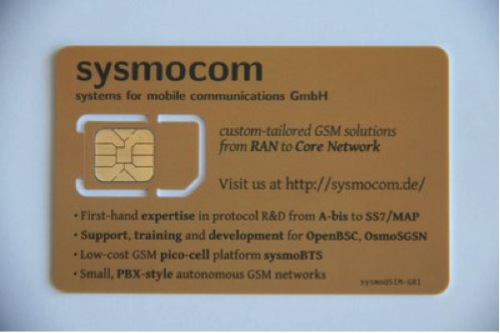 sysmocom
systems for mobile communications GmbH
custom-tailored GSM solutions
from RAN to Core Network
Visit us at http://sysmocom.de/
• First-hand expertise in protocol R&D from A-bis to SS7/MAP
• Support, training and development for OpenBSC, OsmoSGSN
• Low-cost GSM pico-cell platform sysmoBTS
• Small, PBX-style autonomous GSM networks
sysmoSIM-GR1